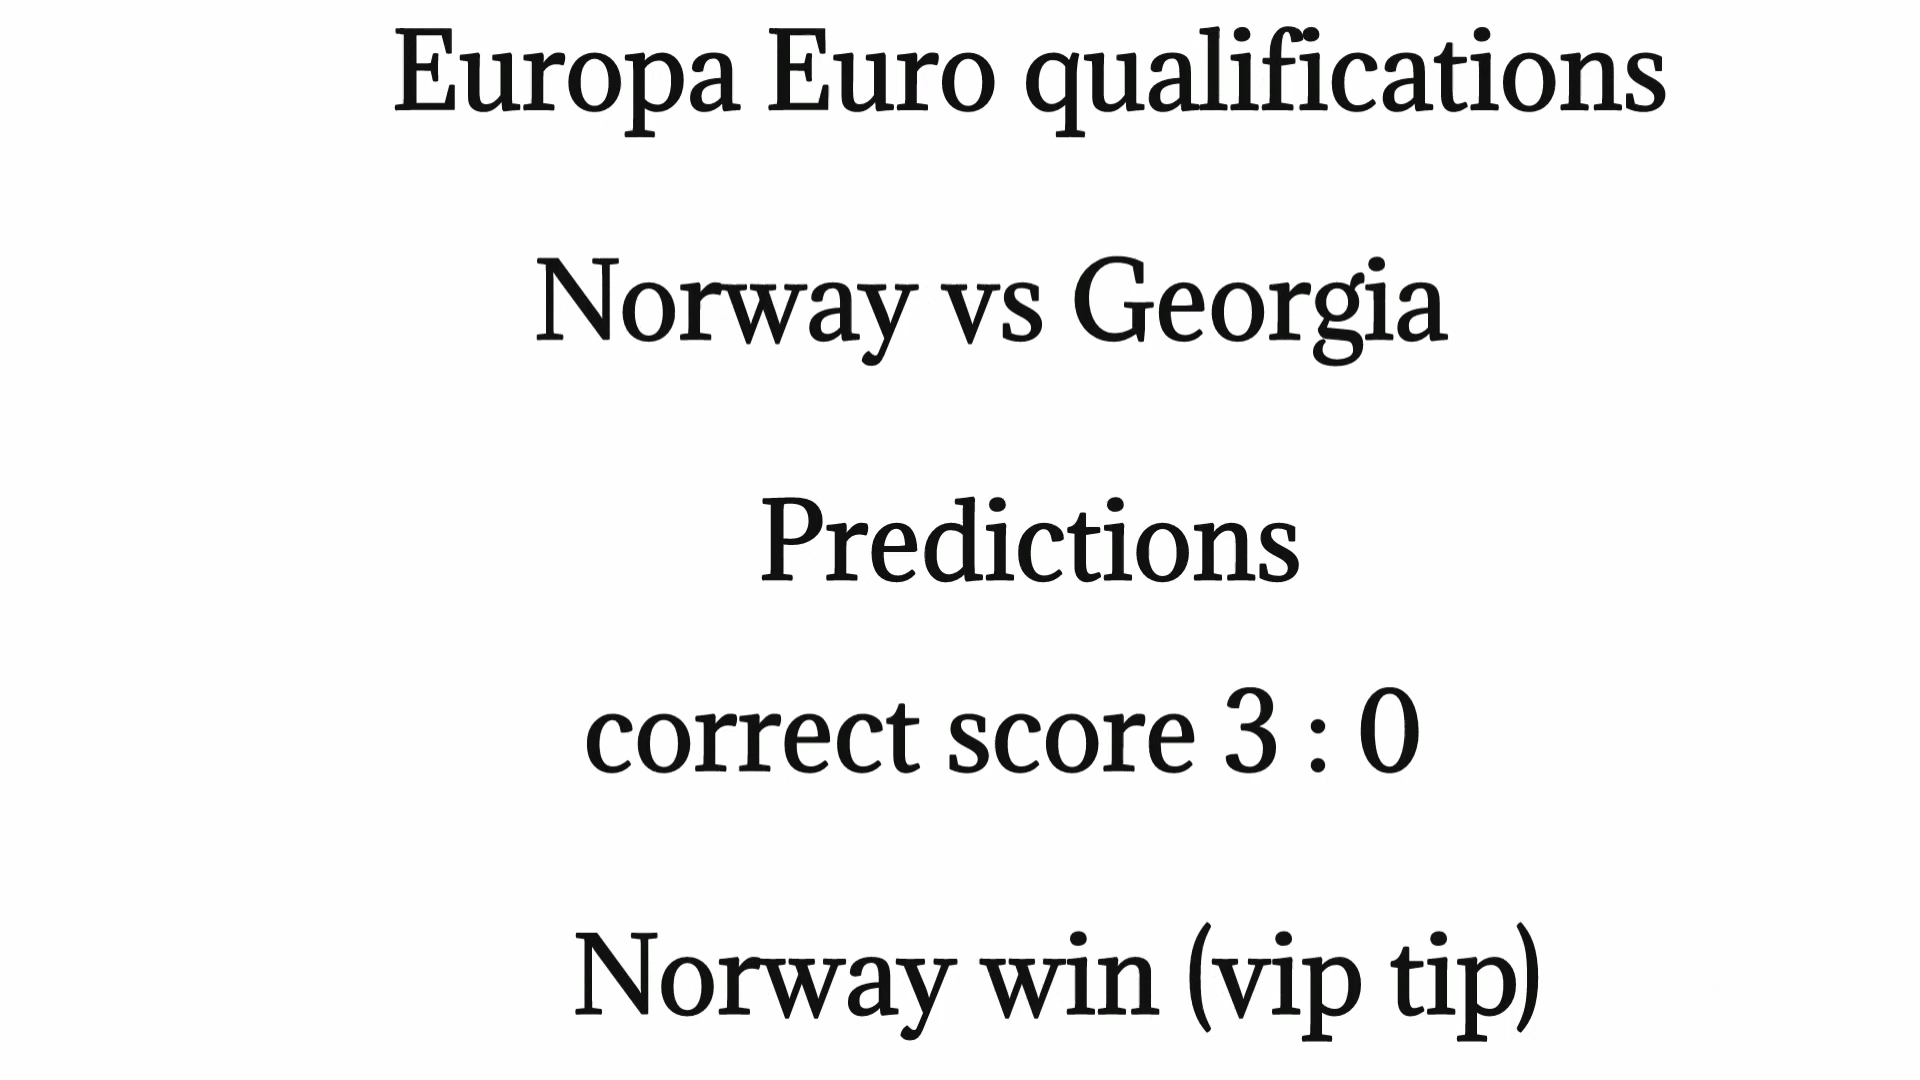 Europa Euro qualifications
Norway vs Georgia
Predictions
correct score 3 : 0
Norway win (vip tip)